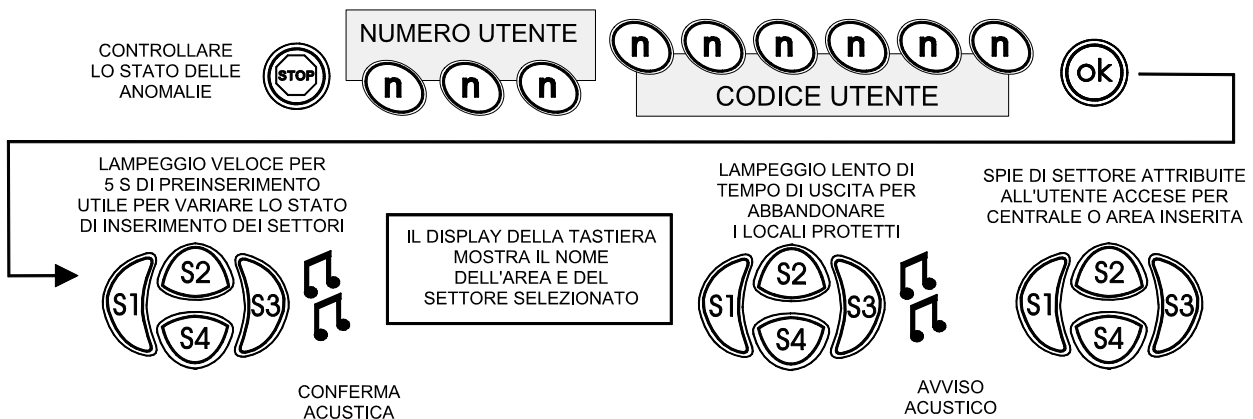 CONTROLLARE
LO STATO DELLE
ANOMALIE
STOP
NUMERO UTENTE
n n n
n n n n n n
CODICE UTENTE
ok
LAMPEGGIO VELOCE PER
5 S DI PREINSERIMENTO
UTILE PER VARIARE LO STATO
DI INSERIMENTO DEI SETTORI
S1
S2
S3
S4
CONFERMA
ACUSTICA
IL DISPLAY DELLA TASTIERA
MOSTRA IL NOME
DELL'AREA E DEL
SETTORE SELEZIONATO
LAMPEGGIO LENTO DI
TEMPO DI USCITA PER
ABBANDONARE
I LOCALI PROTETTI
S1
S2
S3
S4
AVVISO
ACUSTICO
SPIE DI SETTORE ATTRIBUITE
ALL'UTENTE ACCESE PER
CENTRALE O AREA INSERITA
S1
S2
S3
S4